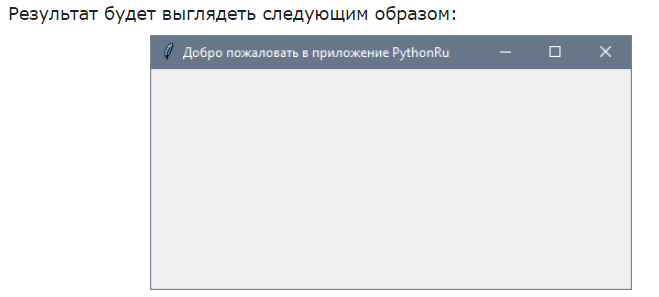 Результат будет выглядеть следующим образом:
Добро пожаловать в приложение PythonRu